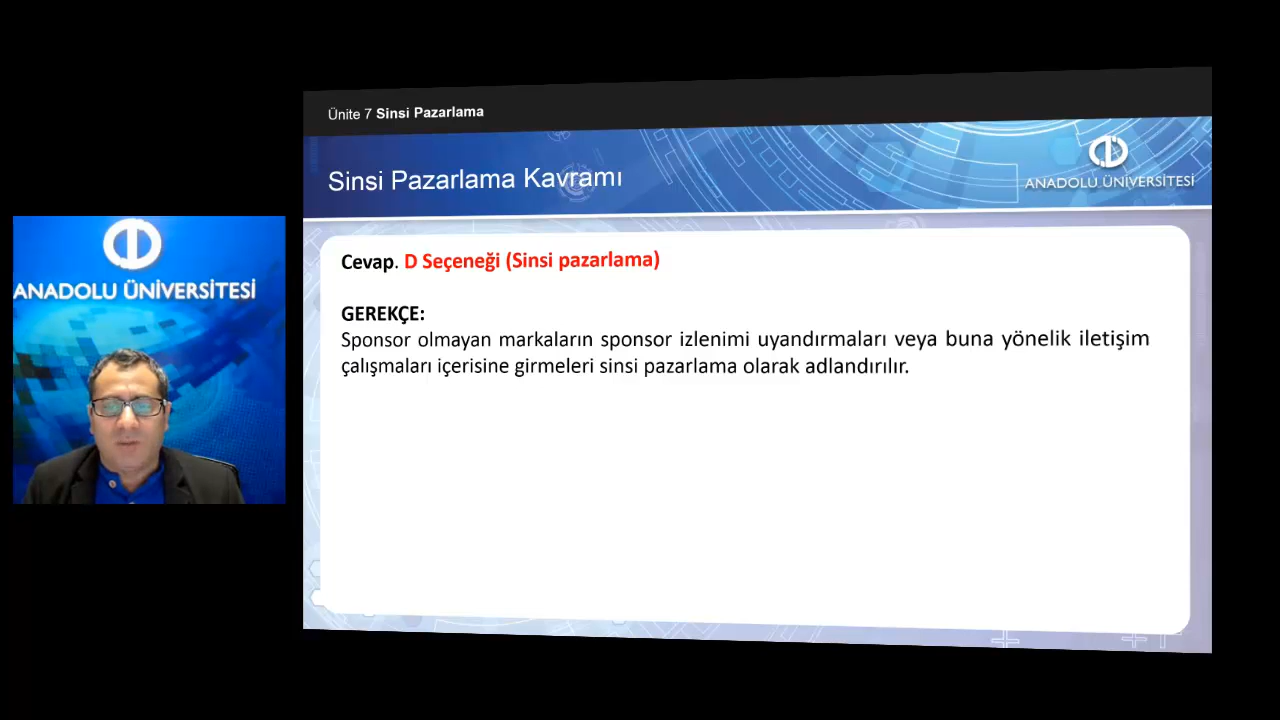 Ünite 7 Sinsi Pazarlama
Sinsi Pazarlama Kavramı
ANADOLU ÜNİVERSİTESİ
Cevap. D Seçeneği (Sinsi pazarlama)
GEREKÇE:
Sponsor olmayan markaların sponsor izlenimi uyandırmaları veya buna yönelik iletişim
çalışmaları içerisine girmeleri sinsi pazarlama olarak adlandırılır.
ANADOLU ÜNİVERSİTESİ